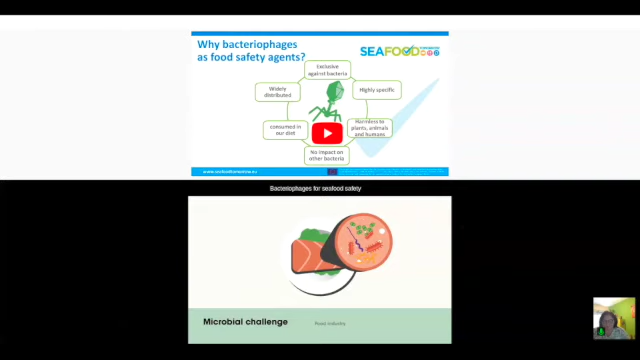 Why bacteriophages
as food safety agents?
SEAFOOD
Exclusive
against bacteria
Widely
distributed
Highly specific
consumed in
our diet
Harmless to
plants, animals
and humans
No impact on
other bacteria
Bacteriophages for seafood safety
Microbial challenge
Food industry